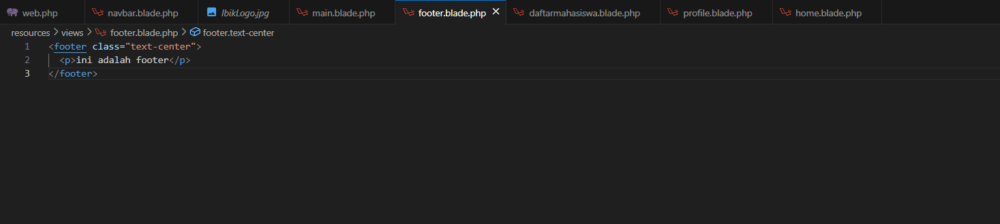 web.php navbar.blade.php IbikLogo.jpg main.blade.php footer.blade.php daftarmahasiswa.blade.php profile.blade.php home.blade.php
resources > views > footer.blade.php > footer.text-center
1 <footer class="text-center">
2 <p>ini adalah footer</p>
3 </footer>